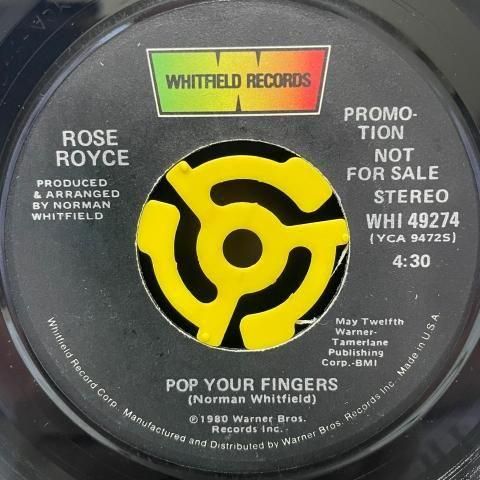 WHITFIELD RECORDS
ROSE
ROYCE
PRODUCED
& ARRANGED
BY NORMAN
WHITFIELD
PROMO-
TION
NOT
FOR SALE
STEREO
WHI 49274
(YCA 9472S)
4:30
May Twelfth
Warner-
Tamerlane
Publishing
Corp.-BMI
POP YOUR FINGERS
(Norman Whitfield)
℗1980 Warner Bros.
Records Inc.
Whitfield Record Corp. Manufactured and Distributed by Warner Bros. Records Inc. Made in U.S.A.